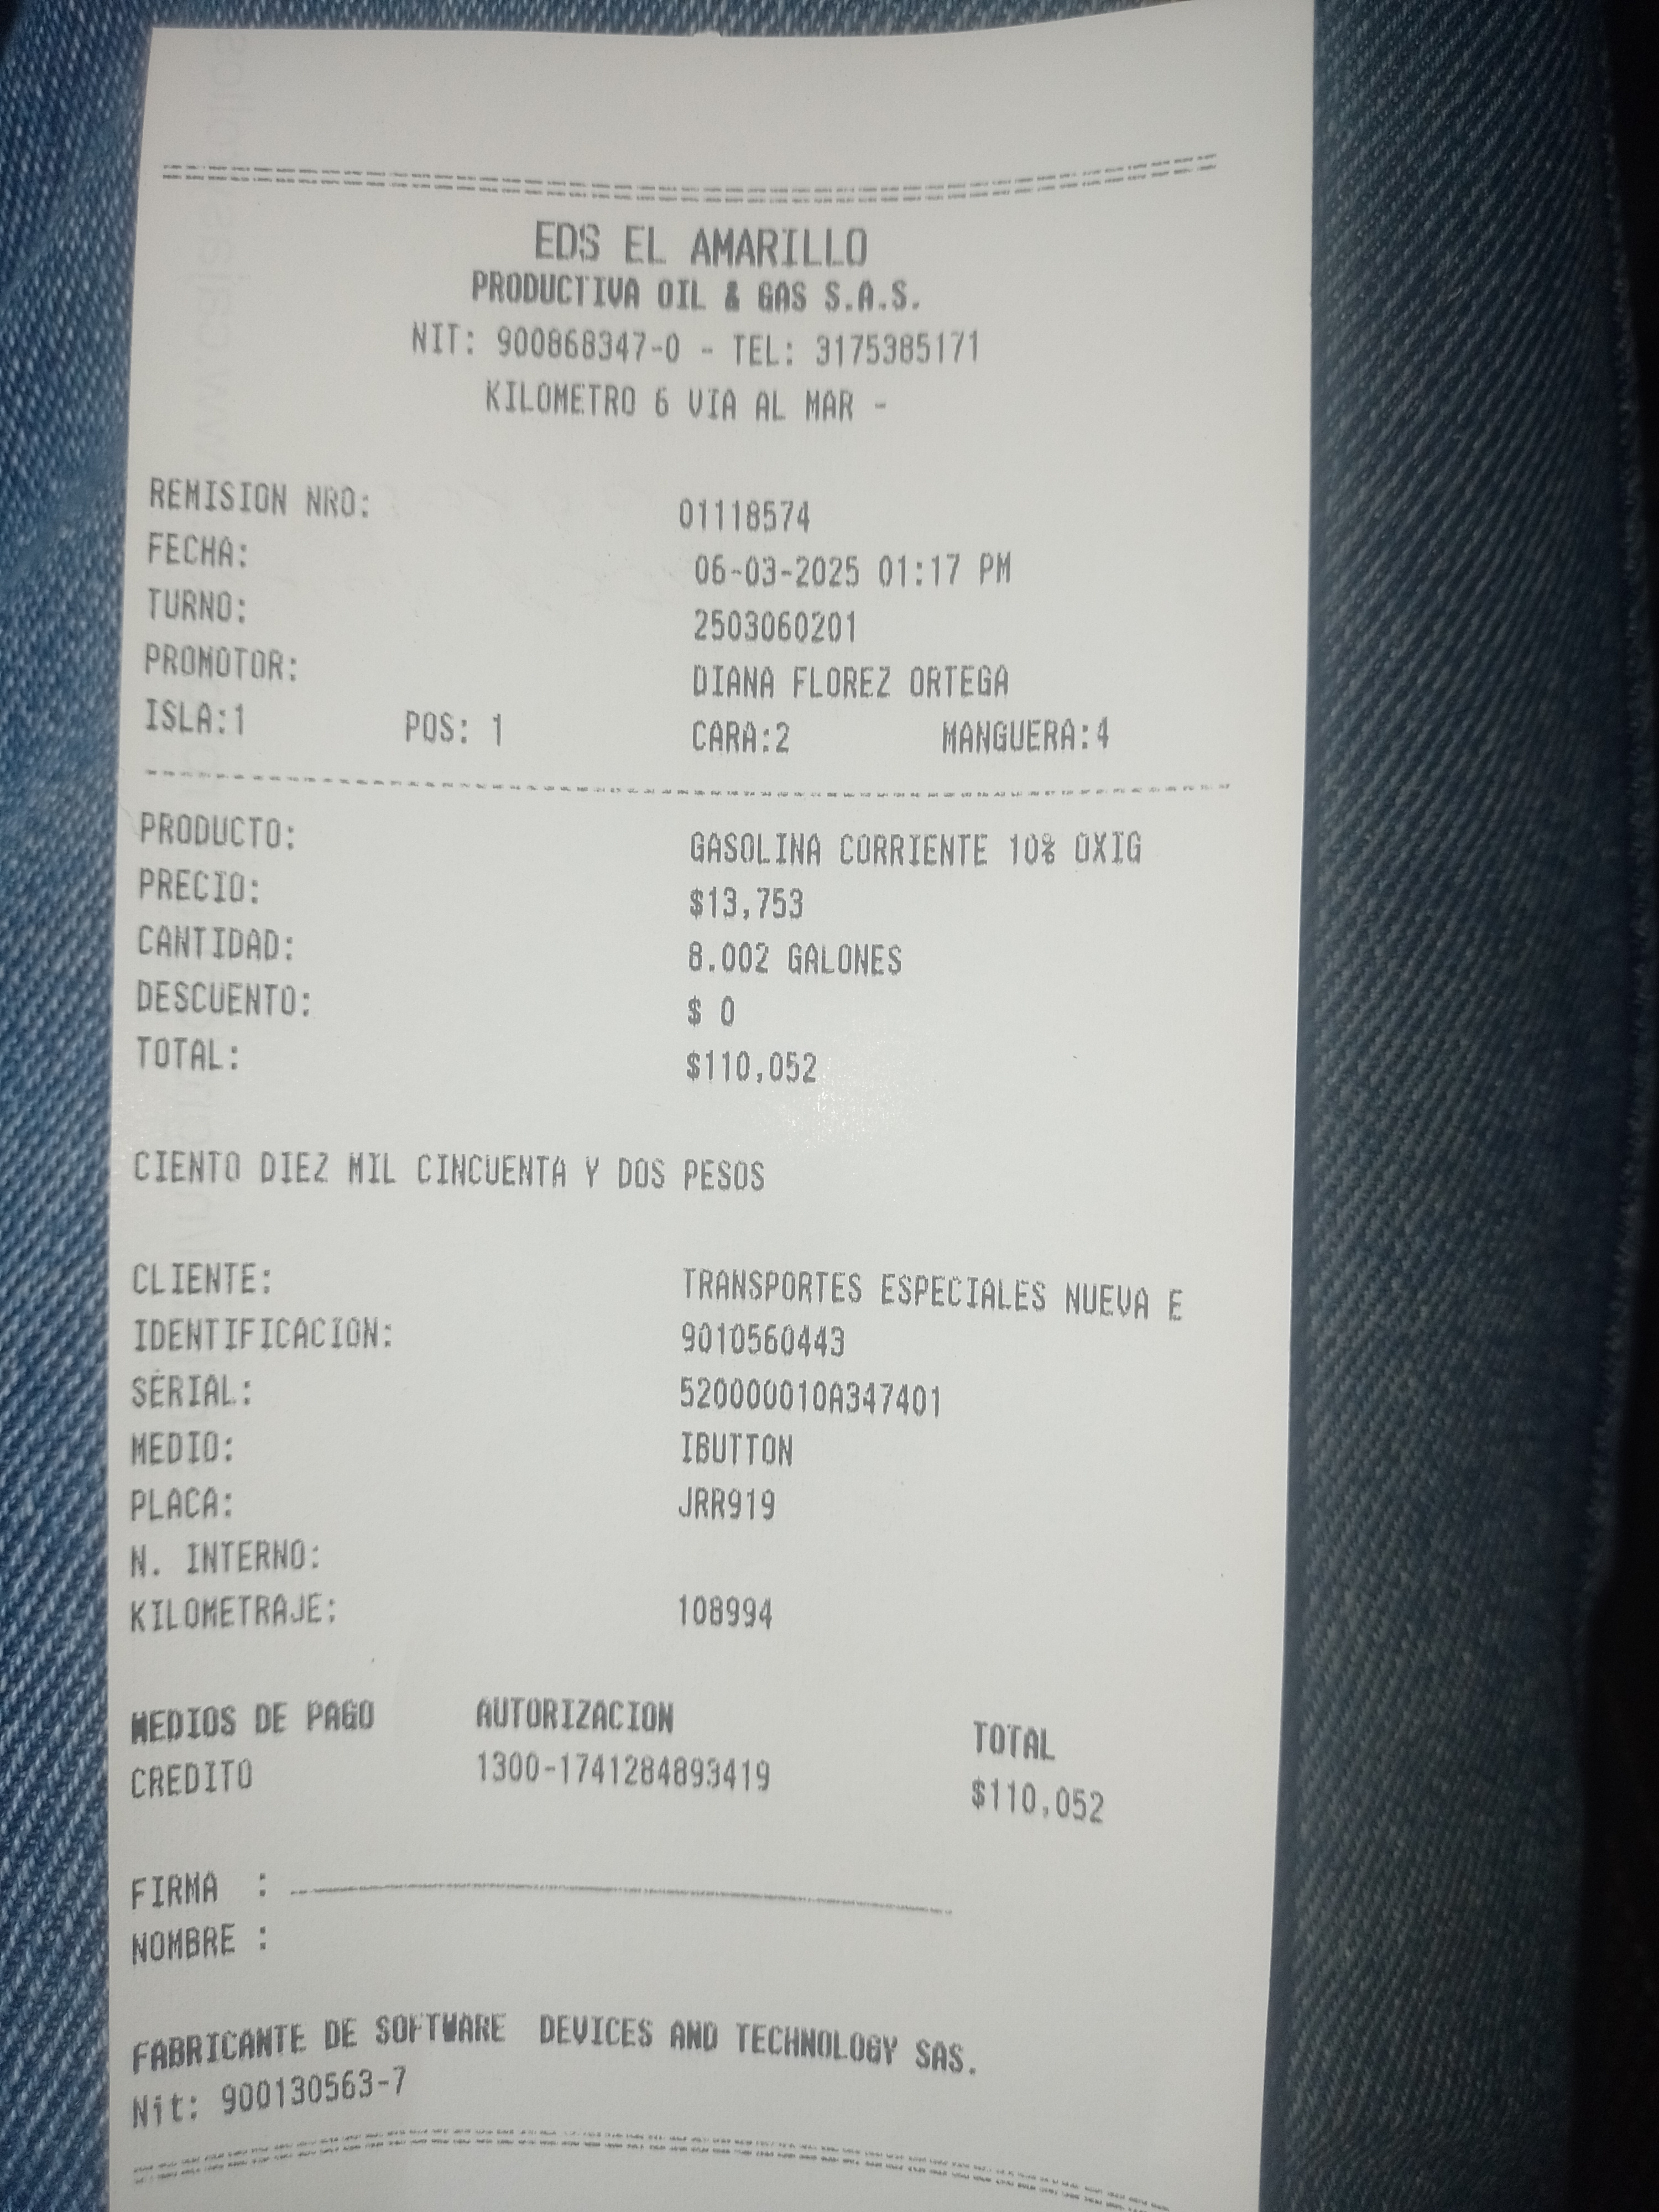 EDS EL AMARILLO
PRODUCTIVA OIL & GAS S.A.S.
NIT: 900868347-0 - TEL: 3175385171
KILOMETRO 6 VIA AL MAR -
REMISION NRO: 01118574
FECHA: 06-03-2025 01:17 PM
TURNO: 2503060201
PROMOTOR: DIANA FLOREZ ORTEGA
ISLA:1 POS: 1 CARA:2 MANGUERA:4
PRODUCTO: GASOLINA CORRIENTE 10% OXIG
PRECIO: $13,753
CANTIDAD: 8.002 GALONES
DESCUENTO: $ 0
TOTAL: $110,052
CIENTO DIEZ MIL CINCUENTA Y DOS PESOS
CLIENTE: TRANSPORTES ESPECIALES NUEVA E
IDENTIFICACION: 9010560443
SERIAL: 520000010A347401
MEDIO: IBUTTON
PLACA: JRR919
N. INTERNO:
KILOMETRAJE: 108994
MEDIOS DE PAGO AUTORIZACION TOTAL
CREDITO 1300-1741284893419 $110,052
FIRMA :
NOMBRE :
FABRICANTE DE SOFTWARE DEVICES AND TECHNOLOGY SAS.
Nit: 900130563-7